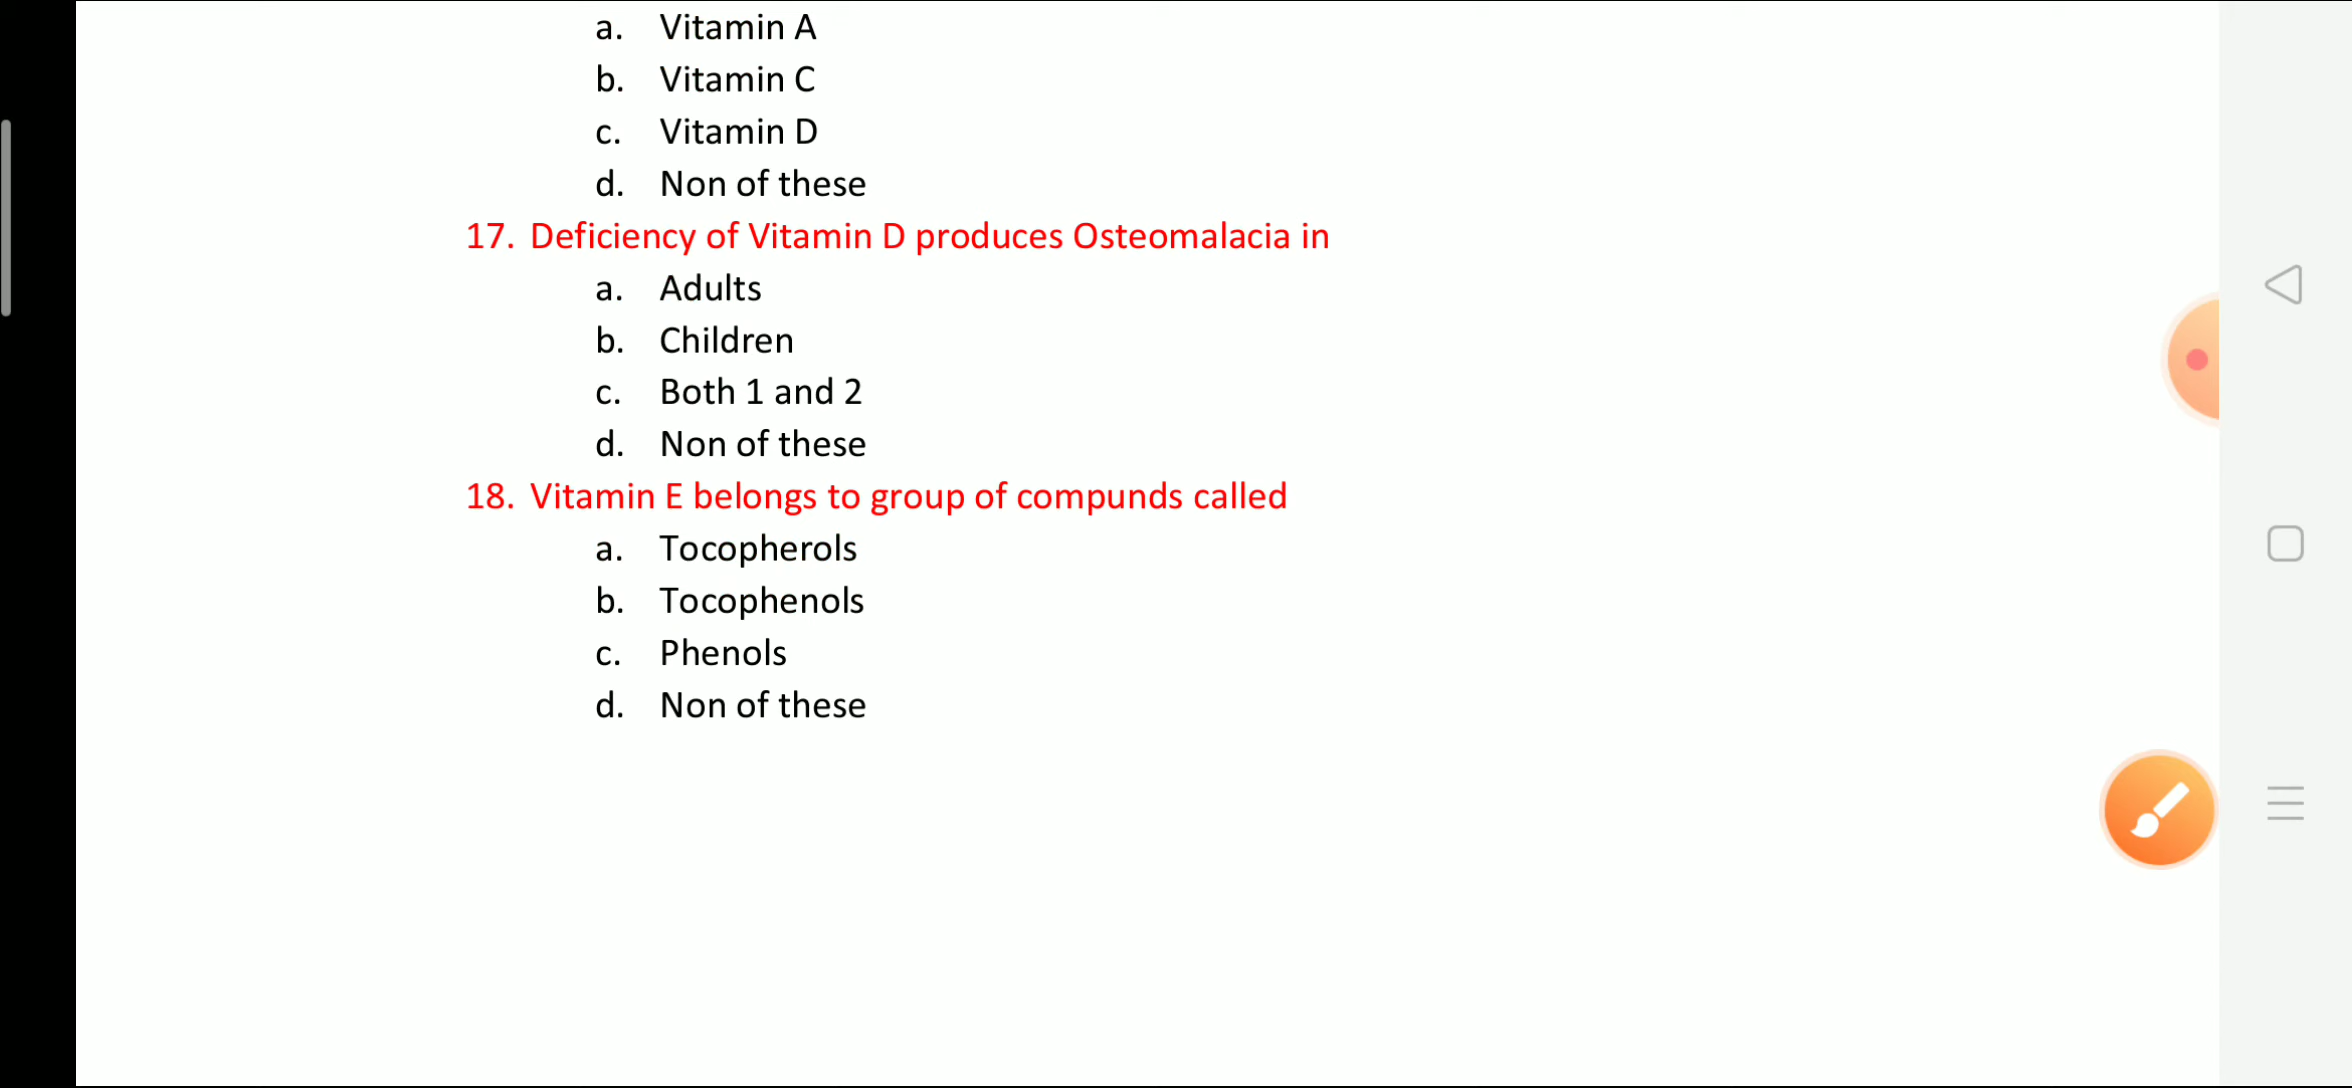 a. Vitamin A
b. Vitamin C
c. Vitamin D
d. Non of these
17. Deficiency of Vitamin D produces Osteomalacia in
a. Adults
b. Children
c. Both 1 and 2
d. Non of these
18. Vitamin E belongs to group of compunds called
a. Tocopherols
b. Tocophenols
c. Phenols
d. Non of these